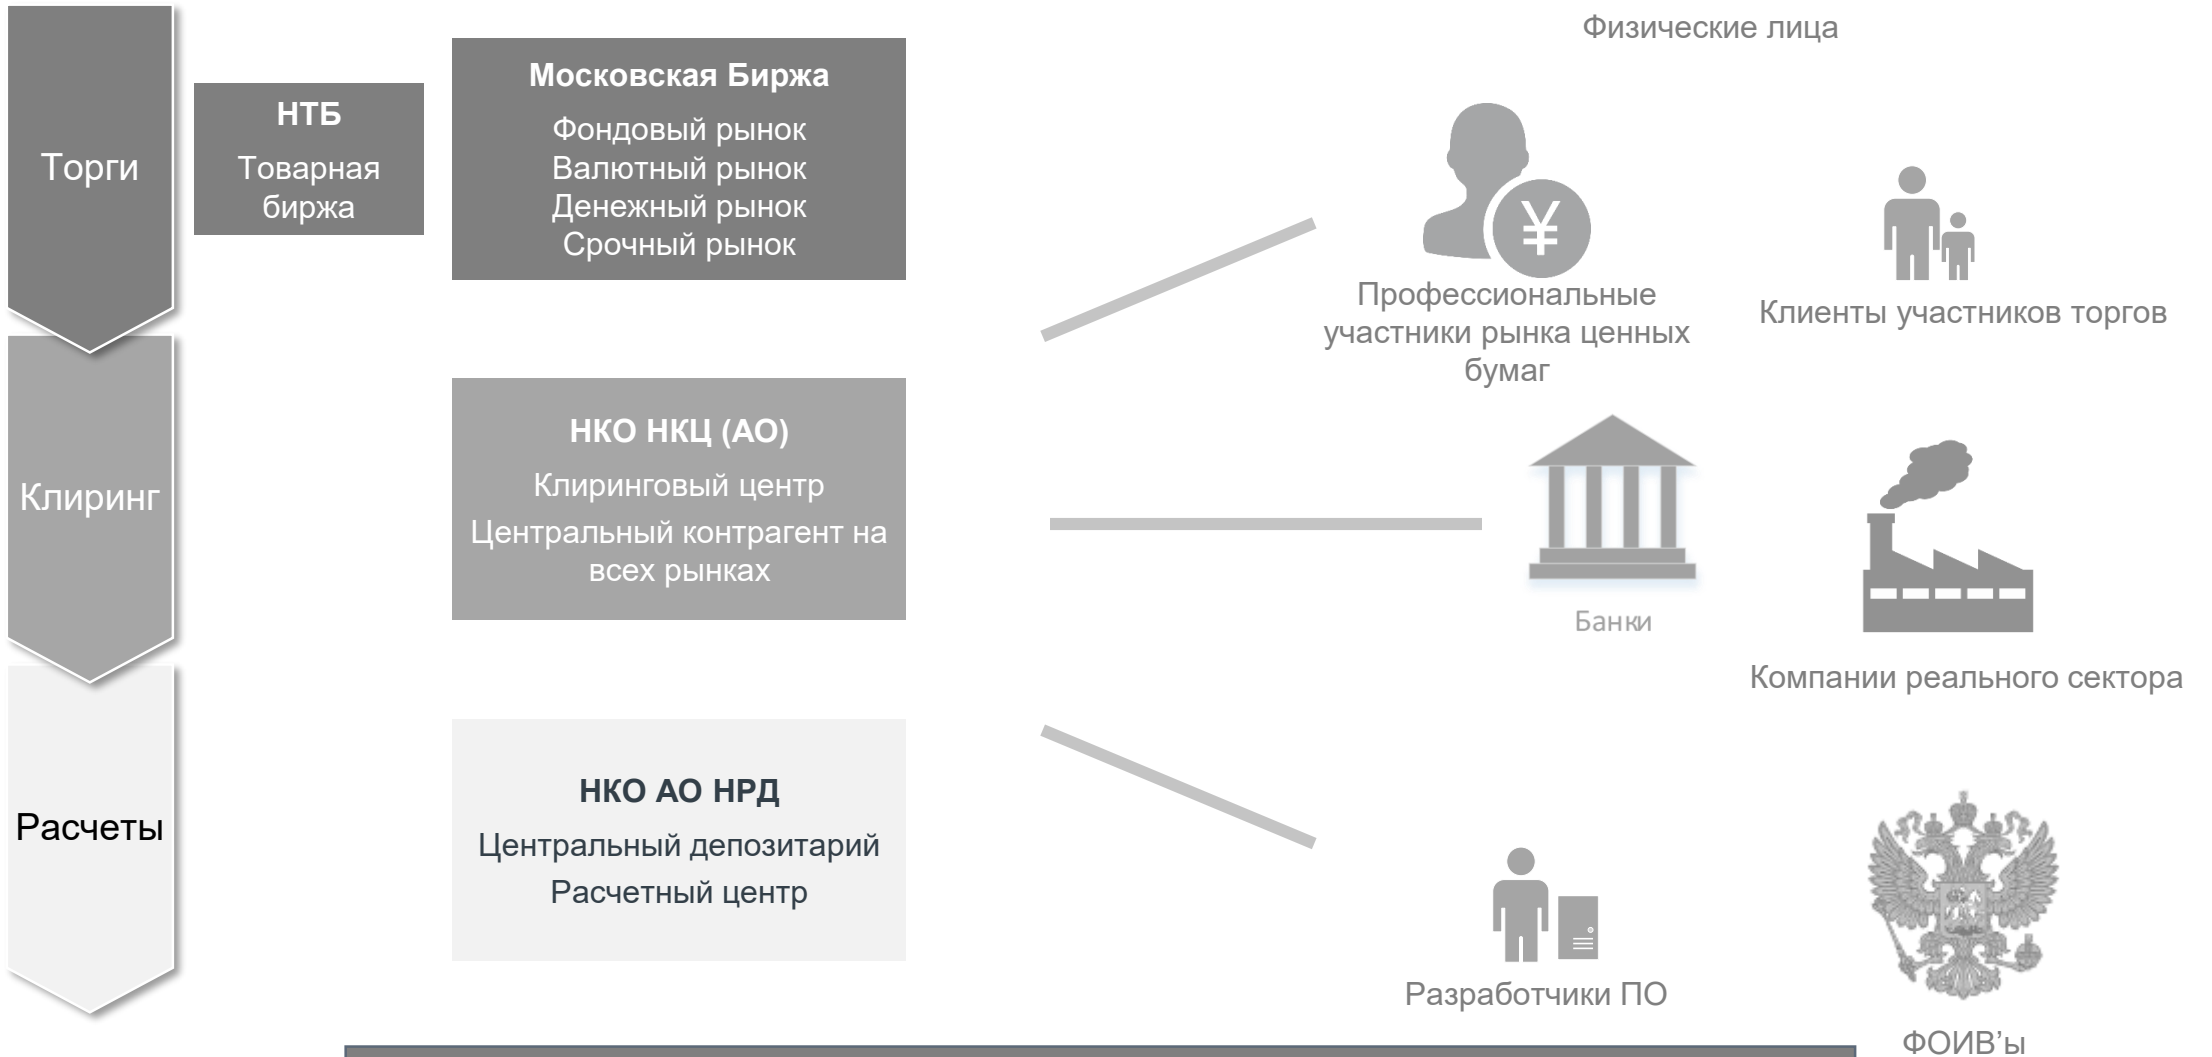 Торги
НТБ
Товарная
биржа
Московская Биржа
Фондовый рынок
Валютный рынок
Денежный рынок
Срочный рынок
Физические лица
¥
Профессиональные
участники рынка ценных
бумаг
Клиенты участников торгов
Клиринг
НКО НКЦ (АО)
Клиринговый центр
Центральный контрагент на
всех рынках
Банки
Компании реального сектора
Расчеты
НКО АО НРД
Центральный депозитарий
Расчетный центр
Разработчики ПО
ФОИВ’ы